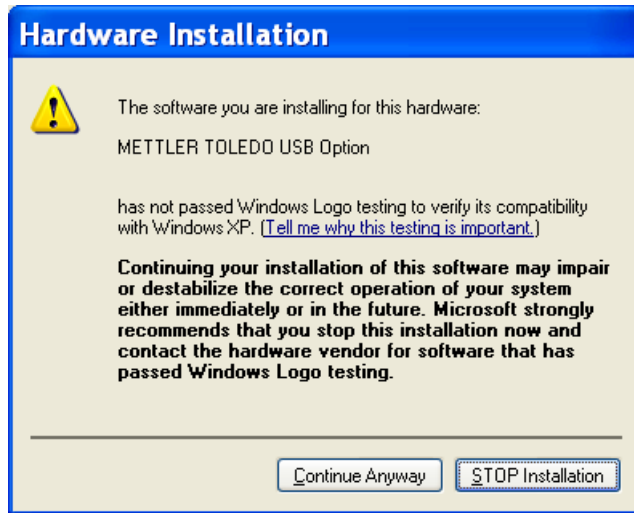 Hardware Installation
The software you are installing for this hardware:
METTLER TOLEDO USB Option
has not passed Windows Logo testing to verify its compatibility
with Windows XP. (Tell me why this testing is important.)
Continuing your installation of this software may impair
or destabilize the correct operation of your system
either immediately or in the future. Microsoft strongly
recommends that you stop this installation now and
contact the hardware vendor for software that has
passed Windows Logo testing.
Continue Anyway
STOP Installation